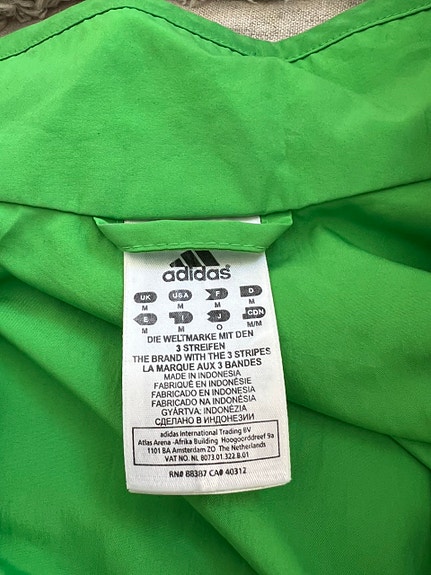 adidas®
UK USA F D
M M M M
E I J CDN
M M O M/M
DIE WELTMARKE MIT DEN
3 STREIFEN
THE BRAND WITH THE 3 STRIPES
LA MARQUE AUX 3 BANDES
MADE IN INDONESIA
FABRIQUÉ EN INDONÉSIE
FABRICADO EN INDONESIA
FABRICADO NA INDONÉSIA
GYÁRTVA: INDONÉZIA
СДЕЛАНО В ИНДОНЕЗИИ
adidas International Trading BV
Atlas Arena -Afrika Building Hoogoorddreef 9a
1101 BA Amsterdam ZO The Netherlands
VAT NO. NL 8073.01.322.B.01
RN# 88387 CA# 40312